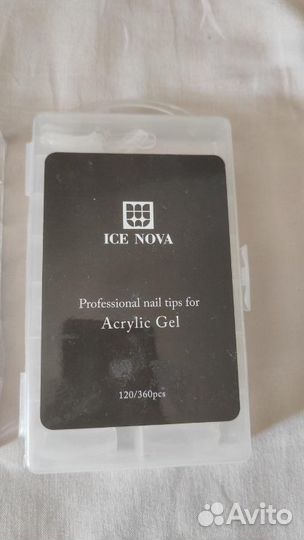 ICE NOVA
Professional nail tips for
Acrylic Gel
120/360pcs
Avito